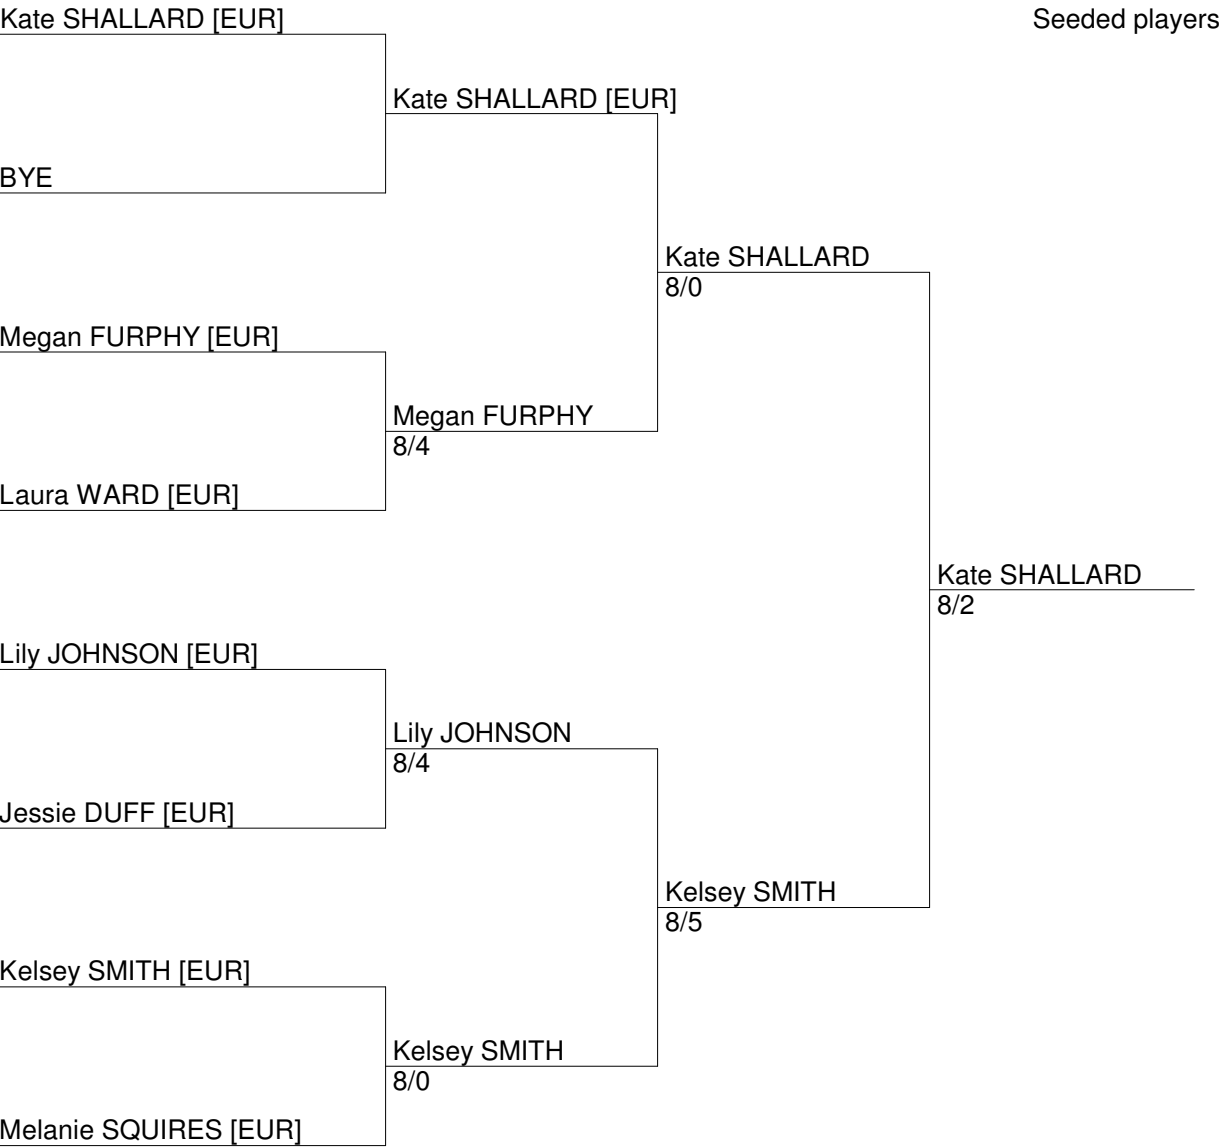 Kate SHALLARD [EUR]
Seeded players
Kate SHALLARD [EUR]
BYE
Kate SHALLARD
8/0
Megan FURPHY [EUR]
Megan FURPHY
8/4
Laura WARD [EUR]
Kate SHALLARD
8/2
Lily JOHNSON [EUR]
Lily JOHNSON
8/4
Jessie DUFF [EUR]
Kelsey SMITH
8/5
Kelsey SMITH [EUR]
Kelsey SMITH
8/0
Melanie SQUIRES [EUR]